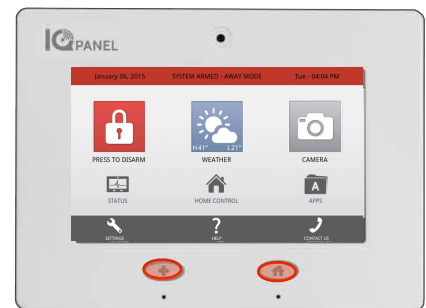 IQ PANEL
January 06, 2015 SYSTEM ARMED - AWAY MODE Tue - 04:04 PM
H41° L21°
PRESS TO DISARM WEATHER CAMERA
A
STATUS HOME CONTROL APPS
?
SETTINGS HELP CONTACT US